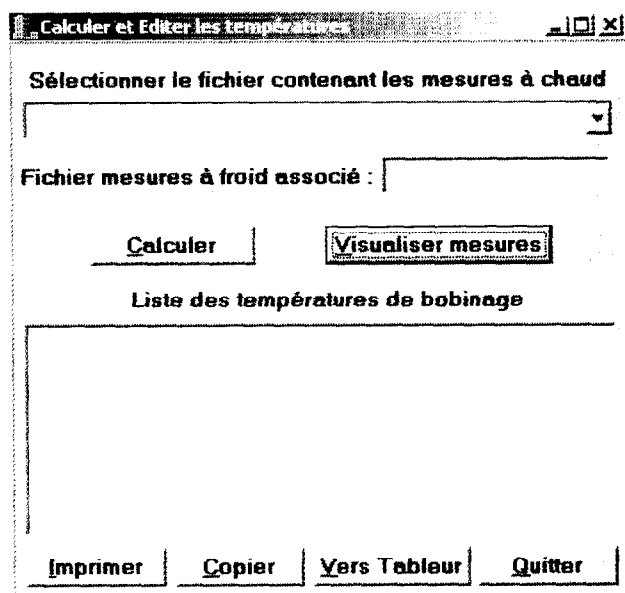 Calculer et Editer les températures
Sélectionner le fichier contenant les mesures à chaud
Fichier mesures à froid associé :
Calculer Visualiser mesures
Liste des températures de bobinage
Imprimer Copier Vers Tableur Quitter